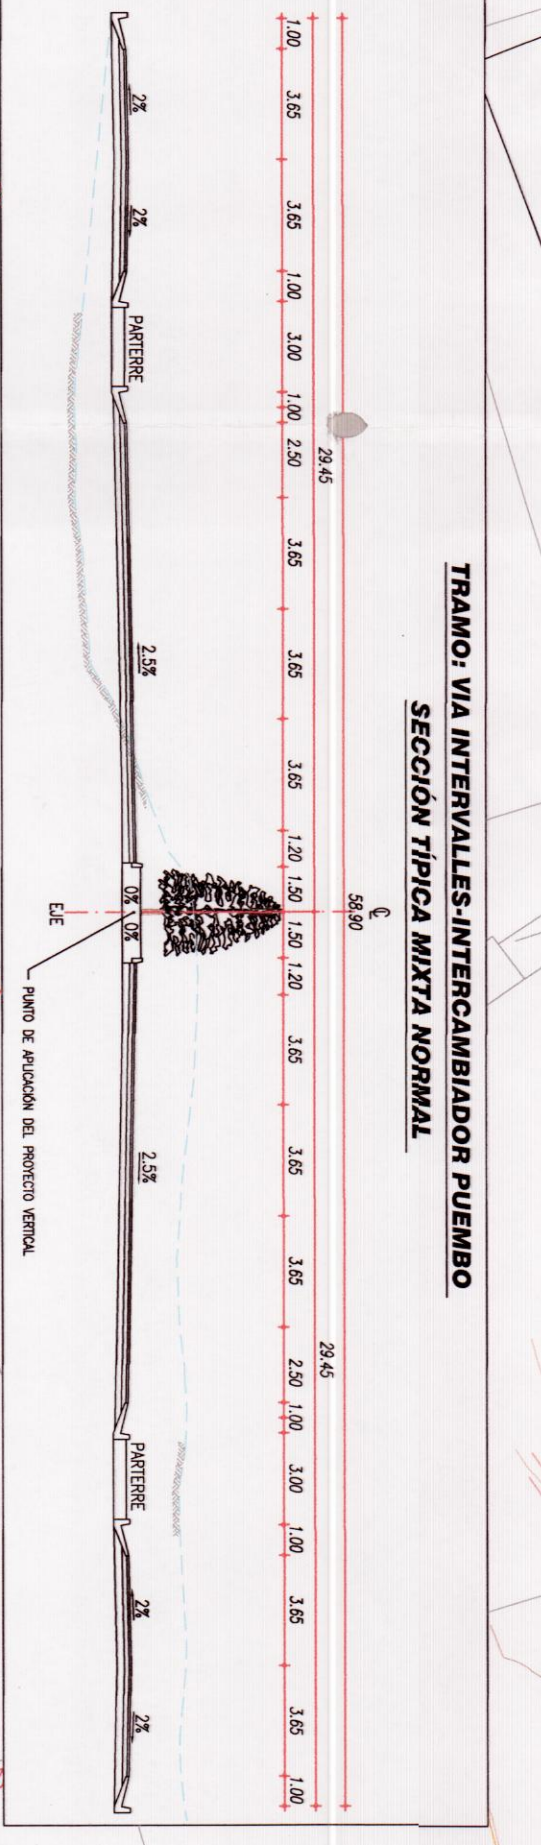 TRAMO: VIA INTERVALLES-INTERCAMBIADOR PUEMBO
SECCIÓN TÍPICA MIXTA NORMAL
℄
58.90
29.45 29.45
1.00 3.65 3.65 1.00 3.00 1.00 2.50 3.65 3.65 3.65 1.20 1.50 1.50 1.20 3.65 3.65 3.65 2.50 1.00 3.00 1.00 3.65 3.65 1.00
2% 2% PARTERRE 2.5% 0% 0% 2.5% PARTERRE 2% 2%
EJE
PUNTO DE APLICACIÓN DEL PROYECTO VERTICAL